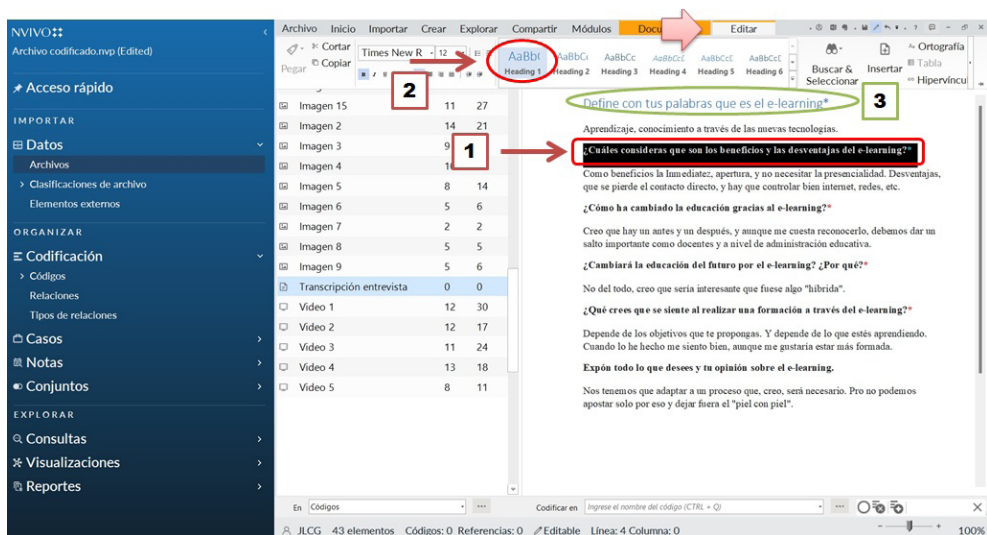 NVIVO
Archivo codificado.nvp (Edited)
Acceso rápido
IMPORTAR
Datos
Archivos
Clasificaciones de archivo
Elementos externos
ORGANIZAR
Codificación
Códigos
Relaciones
Tipos de relaciones
Casos
Notas
Conjuntos
EXPLORAR
Consultas
Visualizaciones
Reportes
Archivo Inicio Importar Crear Explorar Compartir Módulos Docu Editar
Pegar
Cortar
Copiar
Times New R 12
AaBb( AaBbC AaBbCc AaBbCcI AaBbCcI AaBbCcI
Heading 1 Heading 2 Heading 3 Heading 4 Heading 5 Heading 6
Buscar & Seleccionar
Insertar
Ortografía
Tabla
Hipervíncul
2
1
3
Imagen 15 11 27
Imagen 2 14 21
Imagen 3 9
Imagen 4
Imagen 5 8 14
Imagen 6 5 6
Imagen 7 2 2
Imagen 8 5 5
Imagen 9 5 6
Transcripción entrevista 0 0
Video 1 12 30
Video 2 12 17
Video 3 11 24
Video 4 13 18
Video 5 8 11
Define con tus palabras que es el e-learning*
Aprendizaje, conocimiento a través de las nuevas tecnologías.
¿Cuáles consideras que son los beneficios y las desventajas del e-learning?*
Como beneficios la Inmediatez, apertura, y no necesitar la presencialidad. Desventajas,
que se pierde el contacto directo, y hay que controlar bien internet, redes, etc.
¿Cómo ha cambiado la educación gracias al e-learning?*
Creo que hay un antes y un después, y aunque me cuesta reconocerlo, debemos dar un
salto importante como docentes y a nivel de administración educativa.
¿Cambiará la educación del futuro por el e-learning? ¿Por qué?*
No del todo, creo que sería interesante que fuese algo "híbrida".
¿Qué crees que se siente al realizar una formación a través del e-learning?*
Depende de los objetivos que te propongas. Y depende de lo que estés aprendiendo.
Cuando lo he hecho me siento bien, aunque me gustaria estar más formada.
Expón todo lo que desees y tu opinión sobre el e-learning.
Nos tenemos que adaptar a un proceso que, creo, será necesario. Pro no podemos
apostar solo por eso y dejar fuera el "piel con piel".
En Códigos
Codificar en Ingrese el nombre del código (CTRL + Q)
JLCG 43 elementos Códigos: 0 Referencias: 0 Editable Línea: 4 Columna: 0
100%